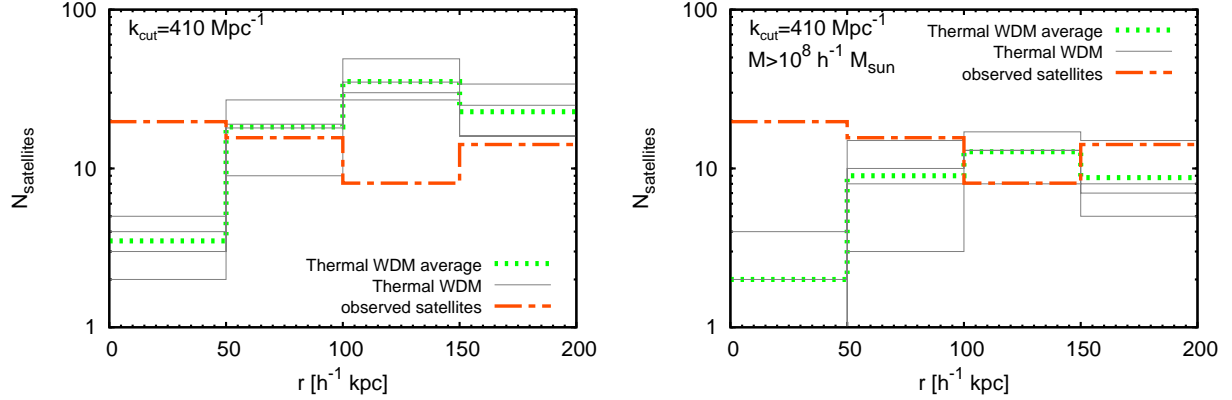 100
k_cut=410 Mpc^-1
10
1
N_satellites
Thermal WDM average
Thermal WDM
observed satellites
0 50 100 150 200
r [h^-1 kpc]
100
k_cut=410 Mpc^-1
M>10^8 h^-1 M_sun
Thermal WDM average
Thermal WDM
observed satellites
10
1
N_satellites
0 50 100 150 200
r [h^-1 kpc]